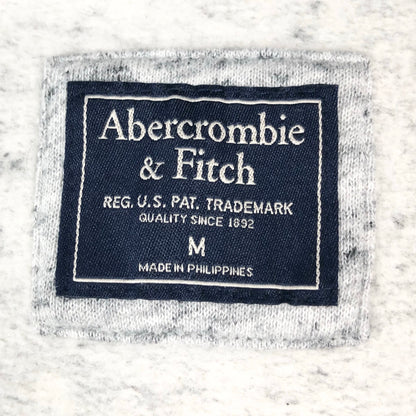 Abercrombie
& Fitch
REG. U.S. PAT. TRADEMARK
QUALITY SINCE 1892
M
MADE IN PHILIPPINES